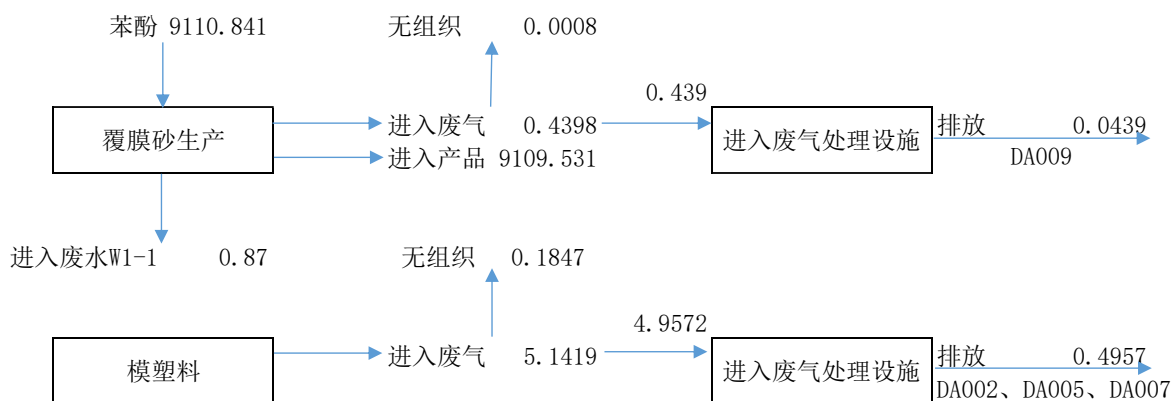 苯酚 9110.841
无组织 0.0008
0.439
覆膜砂生产
进入废气 0.4398
进入产品 9109.531
进入废气处理设施
排放 0.0439
DA009
进入废水W1-1 0.87
无组织 0.1847
4.9572
模塑料
进入废气 5.1419
进入废气处理设施
排放 0.4957
DA002、DA005、DA007